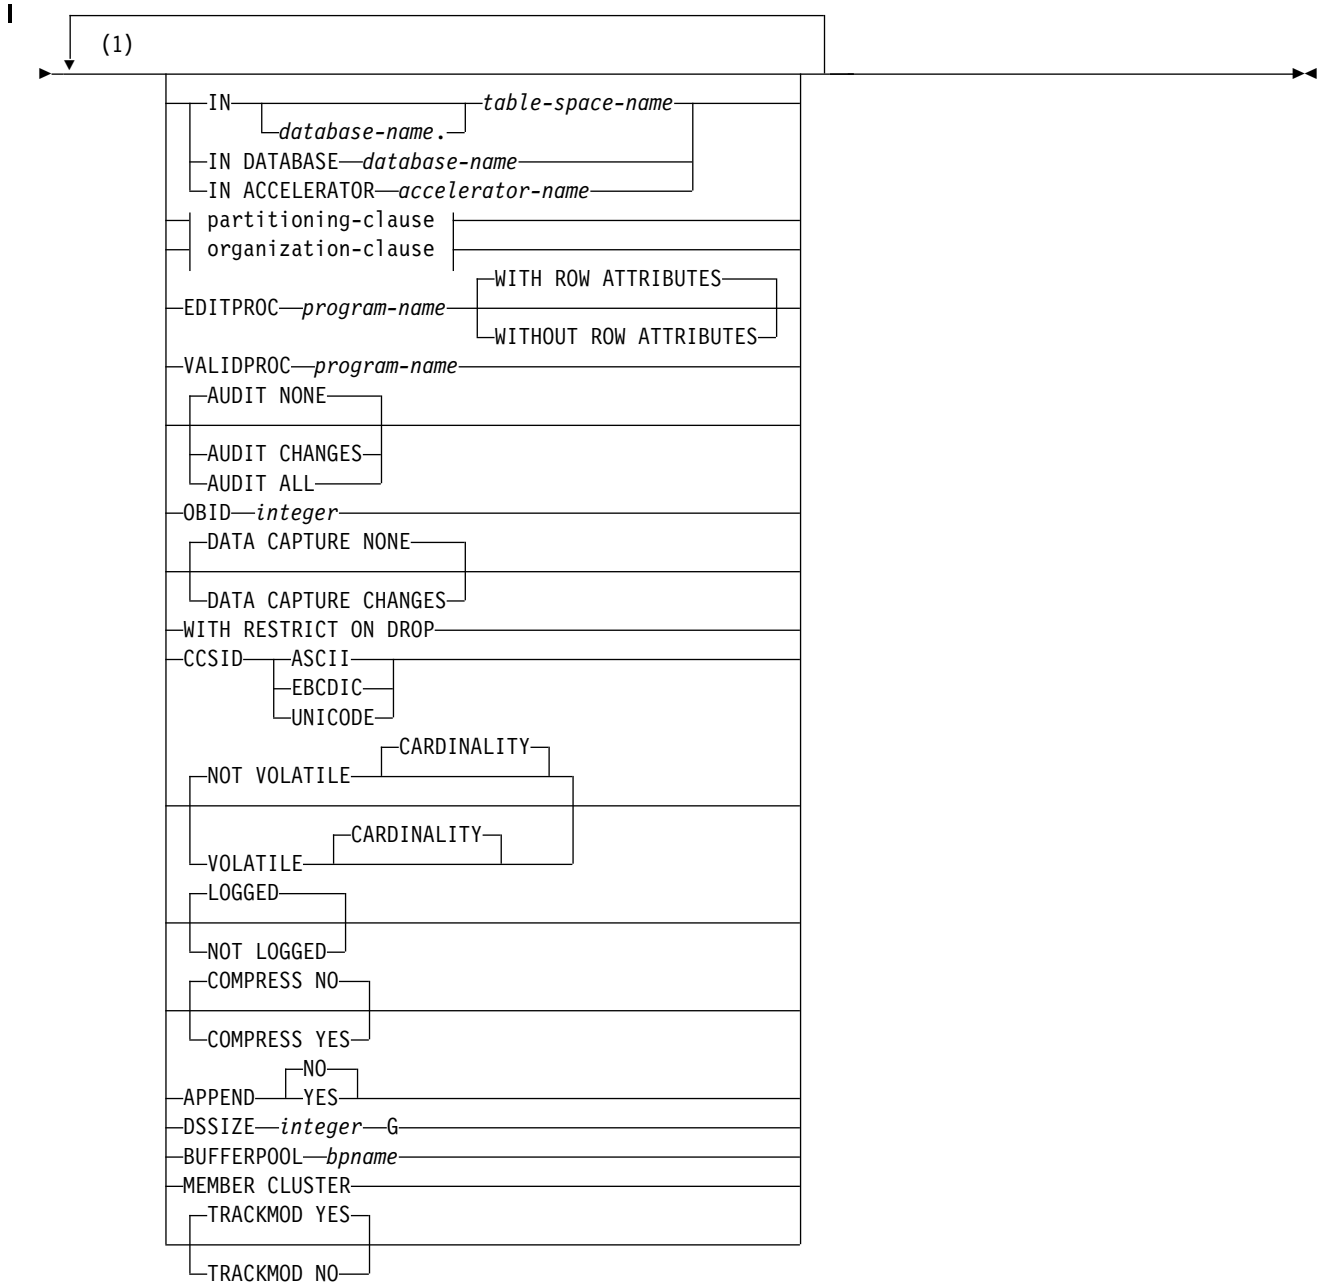 (1)
IN table-space-name
database-name.
IN DATABASE database-name
IN ACCELERATOR accelerator-name
partitioning-clause
organization-clause
WITH ROW ATTRIBUTES
EDITPROC program-name
WITHOUT ROW ATTRIBUTES
VALIDPROC program-name
AUDIT NONE
AUDIT CHANGES
AUDIT ALL
OBID integer
DATA CAPTURE NONE
DATA CAPTURE CHANGES
WITH RESTRICT ON DROP
CCSID ASCII
EBCDIC
UNICODE
CARDINALITY
NOT VOLATILE
CARDINALITY
VOLATILE
LOGGED
NOT LOGGED
COMPRESS NO
COMPRESS YES
NO
APPEND YES
DSSIZE integer G
BUFFERPOOL bpname
MEMBER CLUSTER
TRACKMOD YES
TRACKMOD NO